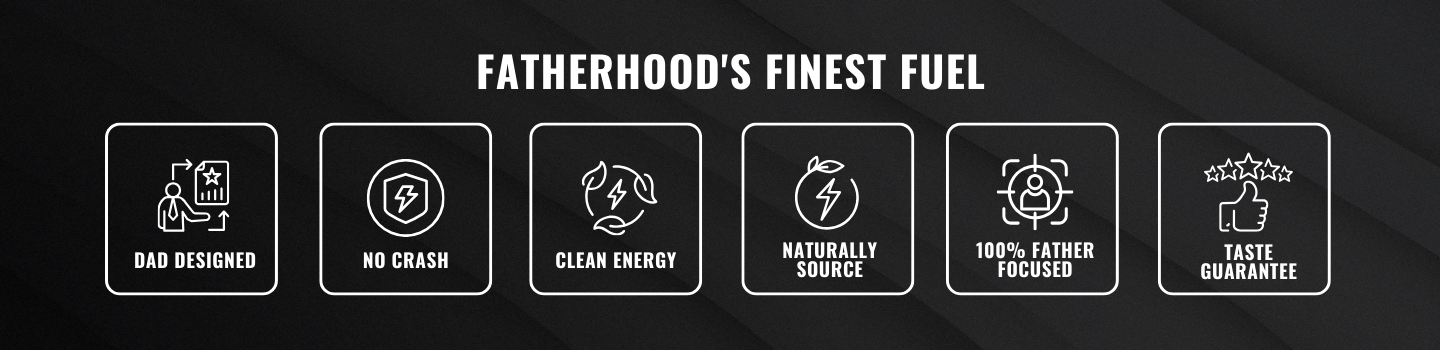 FATHERHOOD'S FINEST FUEL
DAD DESIGNED
NO CRASH
CLEAN ENERGY
NATURALLY
SOURCE
100% FATHER
FOCUSED
TASTE
GUARANTEE